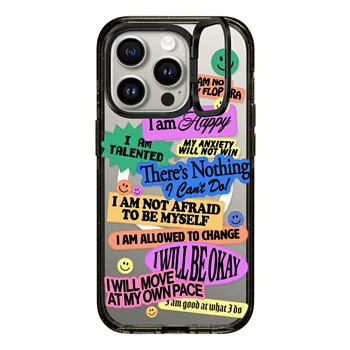 AM NO
FLOP RA
I am Happy
I AM
TALENTED
MY ANXIETY
WILL NOT WIN
There's Nothing
I Can't Do!
I AM NOT AFRAID
TO BE MYSELF
I AM ALLOWED TO CHANGE
I WILL BE OKAY
I WILL MOVE
AT MY OWN PACE
I am good at what I do